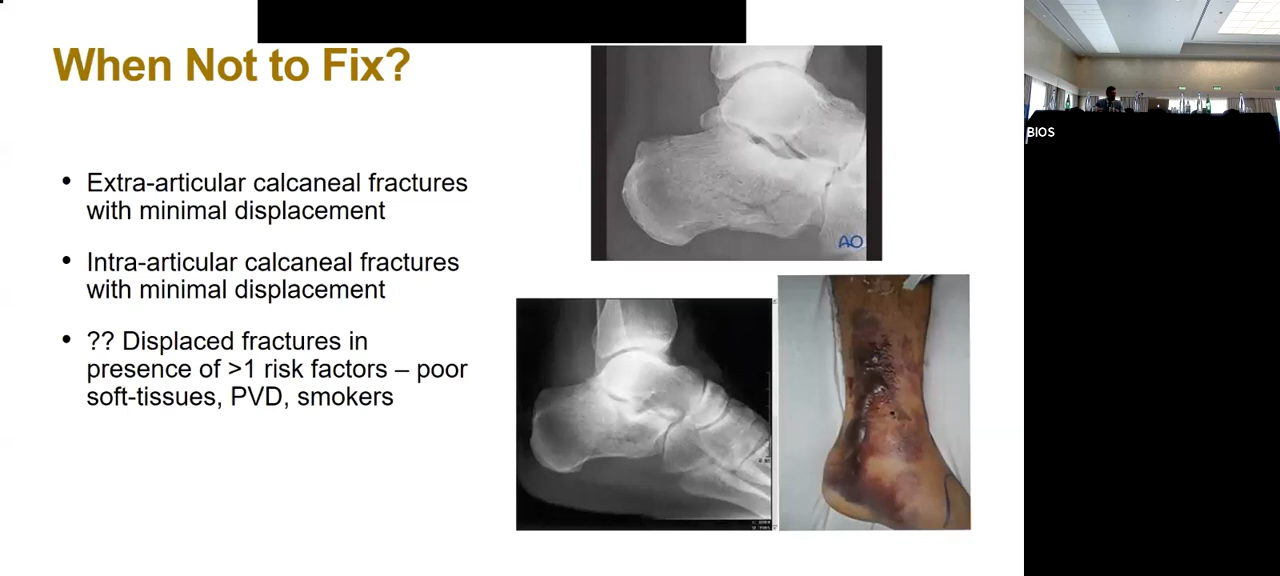 When Not to Fix?
• Extra-articular calcaneal fractures
with minimal displacement
• Intra-articular calcaneal fractures
with minimal displacement
• ?? Displaced fractures in
presence of >1 risk factors – poor
soft-tissues, PVD, smokers
AO
BIOS